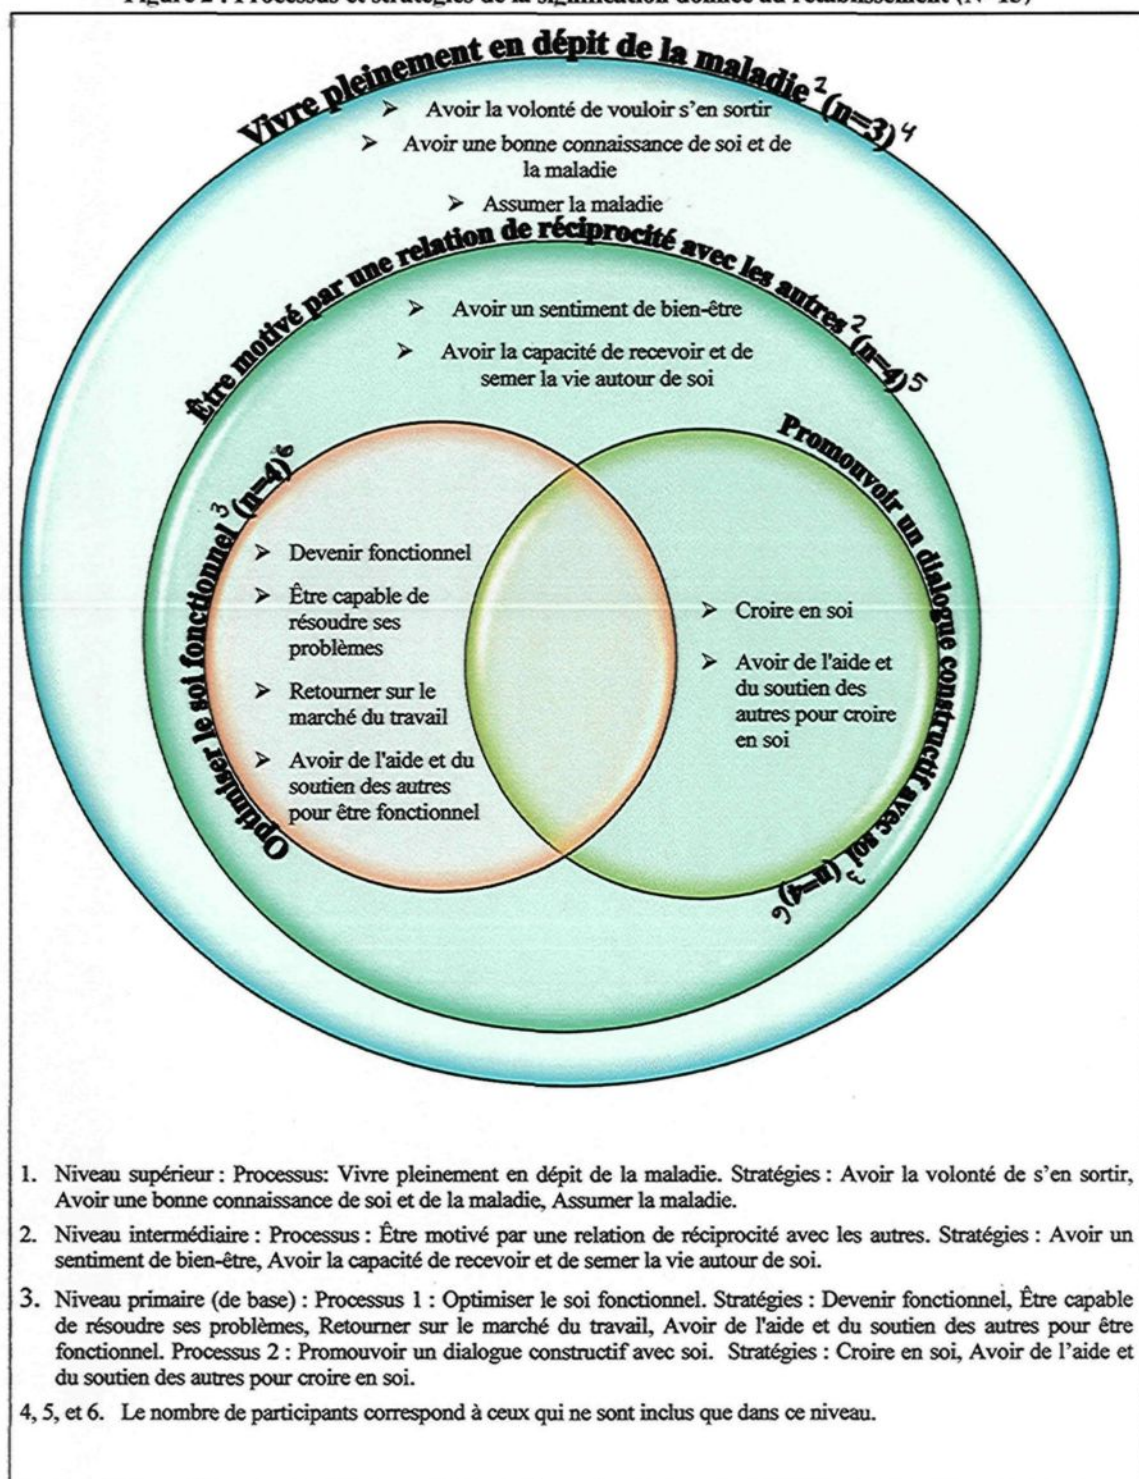 Figure 2 : Processus et stratégies de la signification donnée au rétablissement (N=15)
Vivre pleinement en dépit de la maladie ² (n=3) ⁴
➢ Avoir la volonté de vouloir s’en sortir
➢ Avoir une bonne connaissance de soi et de
la maladie
➢ Assumer la maladie
Être motivé par une relation de réciprocité avec les autres ² (n=4) ⁵
➢ Avoir un sentiment de bien-être
➢ Avoir la capacité de recevoir et de
semer la vie autour de soi
Optimiser le soi fonctionnel ³ (n=4) ⁶
➢ Devenir fonctionnel
➢ Être capable de
résoudre ses
problèmes
➢ Retourner sur le
marché du travail
➢ Avoir de l'aide et du
soutien des autres
pour être fonctionnel
Promouvoir un dialogue constructif avec soi ³ (n=4) ⁶
➢ Croire en soi
➢ Avoir de l'aide et
du soutien des
autres pour croire
en soi
1. Niveau supérieur : Processus: Vivre pleinement en dépit de la maladie. Stratégies : Avoir la volonté de s’en sortir,
Avoir une bonne connaissance de soi et de la maladie, Assumer la maladie.
2. Niveau intermédiaire : Processus : Être motivé par une relation de réciprocité avec les autres. Stratégies : Avoir un
sentiment de bien-être, Avoir la capacité de recevoir et de semer la vie autour de soi.
3. Niveau primaire (de base) : Processus 1 : Optimiser le soi fonctionnel. Stratégies : Devenir fonctionnel, Être capable
de résoudre ses problèmes, Retourner sur le marché du travail, Avoir de l'aide et du soutien des autres pour être
fonctionnel. Processus 2 : Promouvoir un dialogue constructif avec soi. Stratégies : Croire en soi, Avoir de l’aide et
du soutien des autres pour croire en soi.
4, 5, et 6. Le nombre de participants correspond à ceux qui ne sont inclus que dans ce niveau.